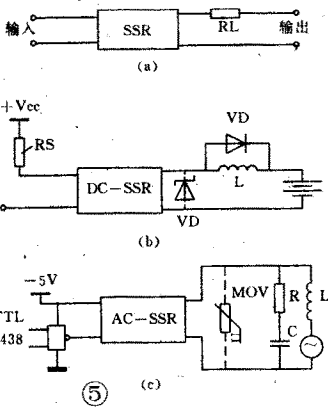 输入
SSR
RL
输出
(a)
+Vcc
RS
DC-SSR
VD
L
VD
(b)
-5V
TTL
438
AC-SSR
MOV
R
L
C
(c)
⑤